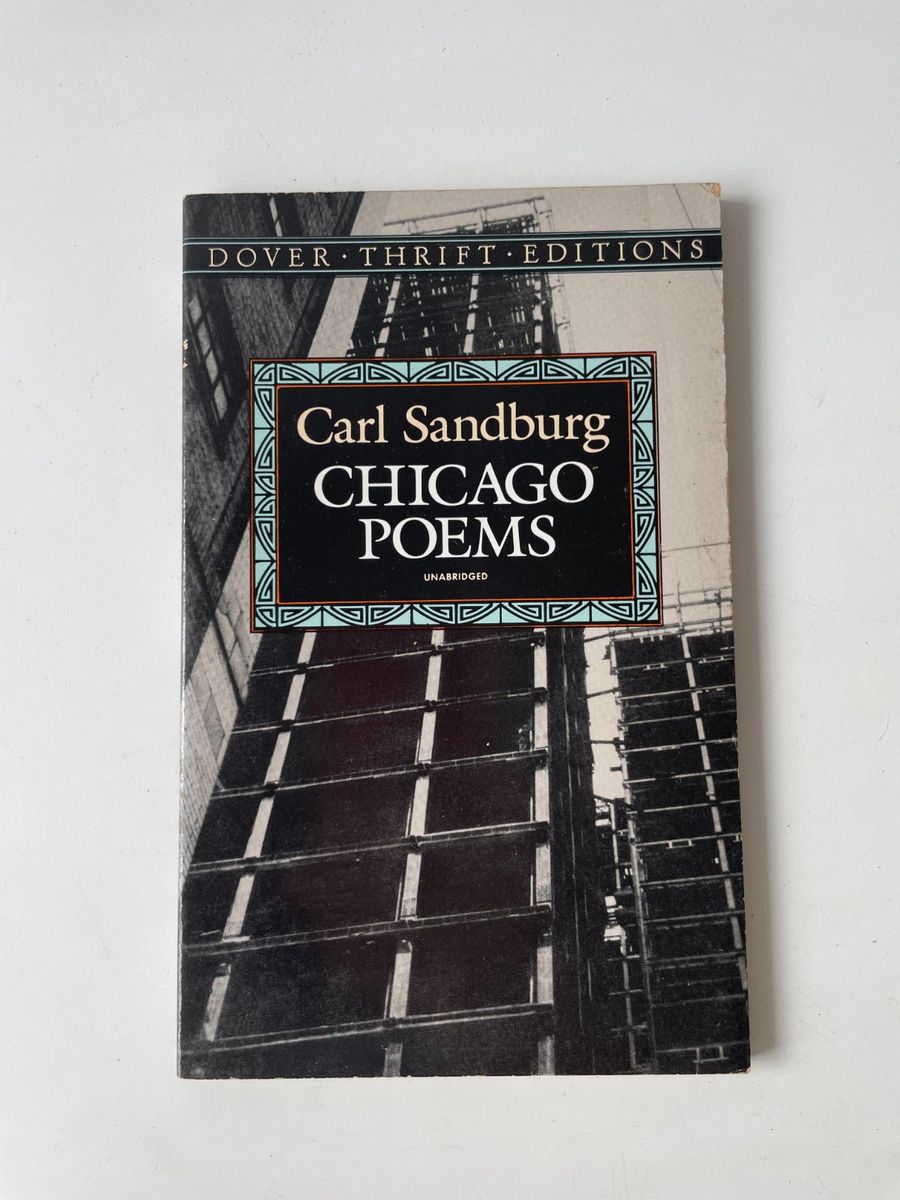 DOVER · THRIFT · EDITIONS
Carl Sandburg
CHICAGO
POEMS
UNABRIDGED